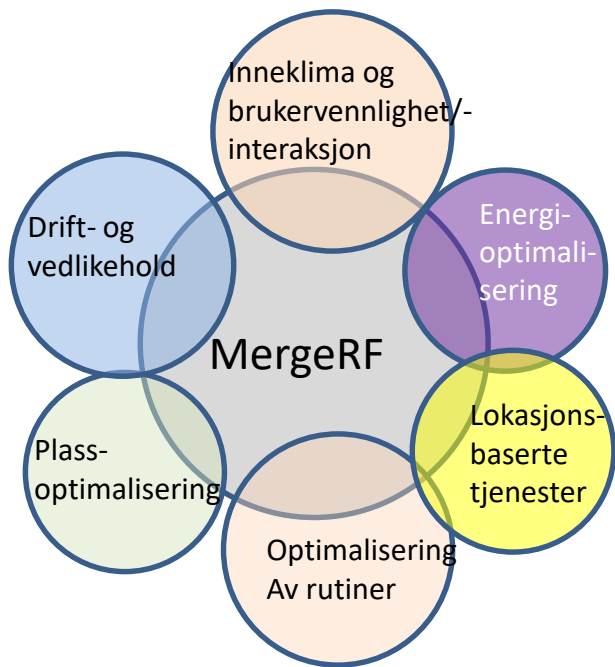 Inneklima og
brukervennlighet/-
interaksjon
Drift- og
vedlikehold
Energi-
optimali-
sering
MergeRF
Lokasjons-
baserte
tjenester
Plass-
optimalisering
Optimalisering
Av rutiner